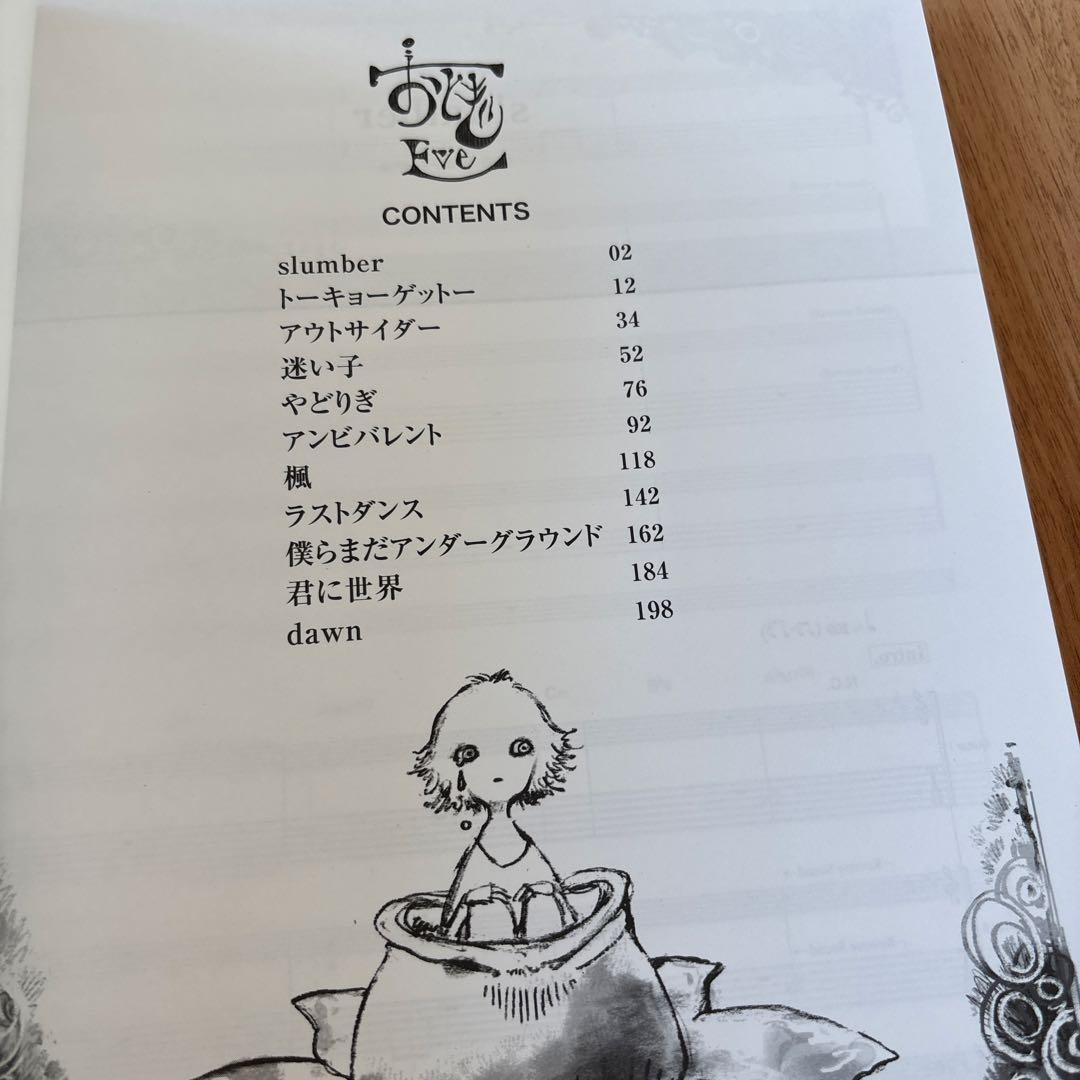 おとぎ
Eve
CONTENTS
slumber 02
トーキョーゲットー 12
アウトサイダー 34
迷い子 52
やどりぎ 76
アンビバレント 92
楓 118
ラストダンス 142
僕らまだアンダーグラウンド 162
君に世界 184
dawn 198